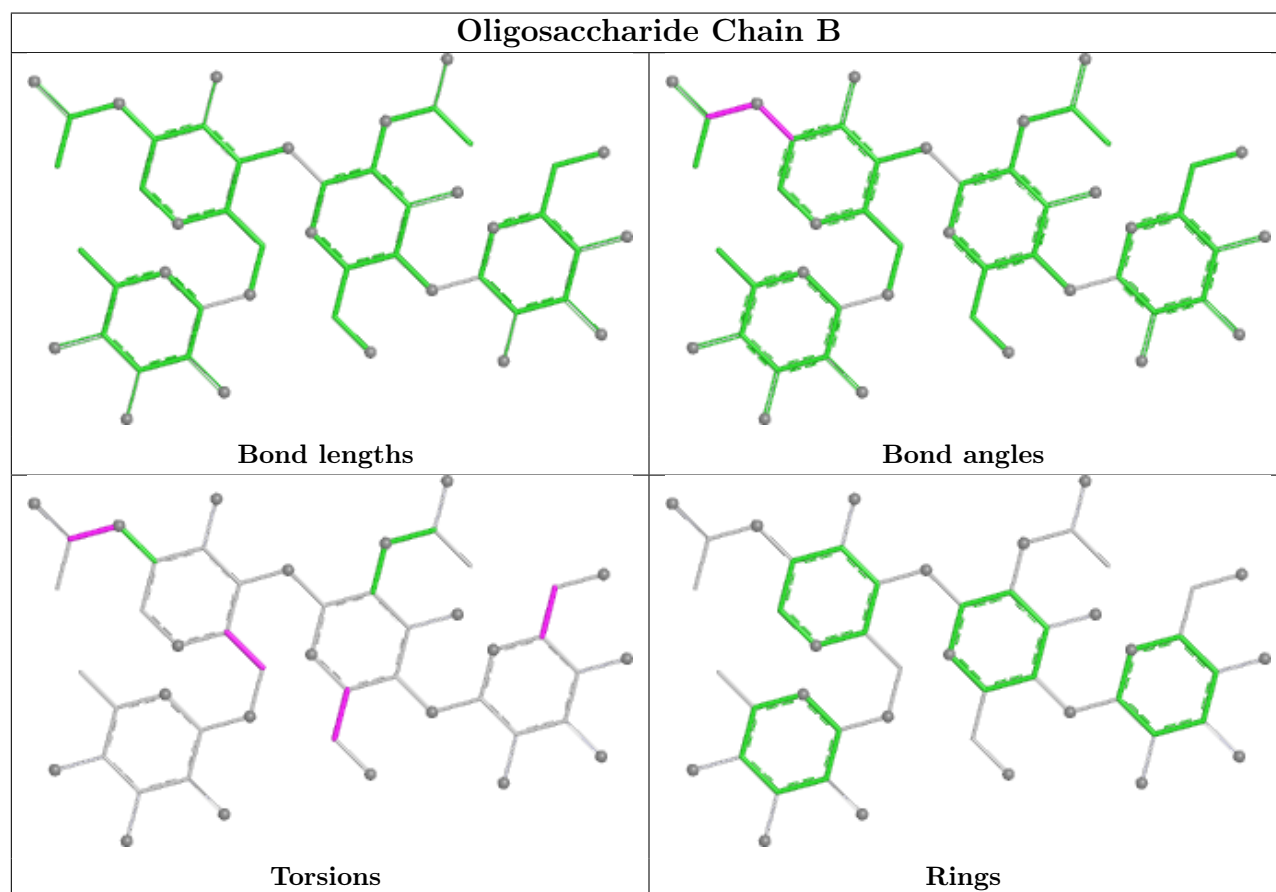 Oligosaccharide Chain B
Bond lengths
Bond angles
Torsions
Rings